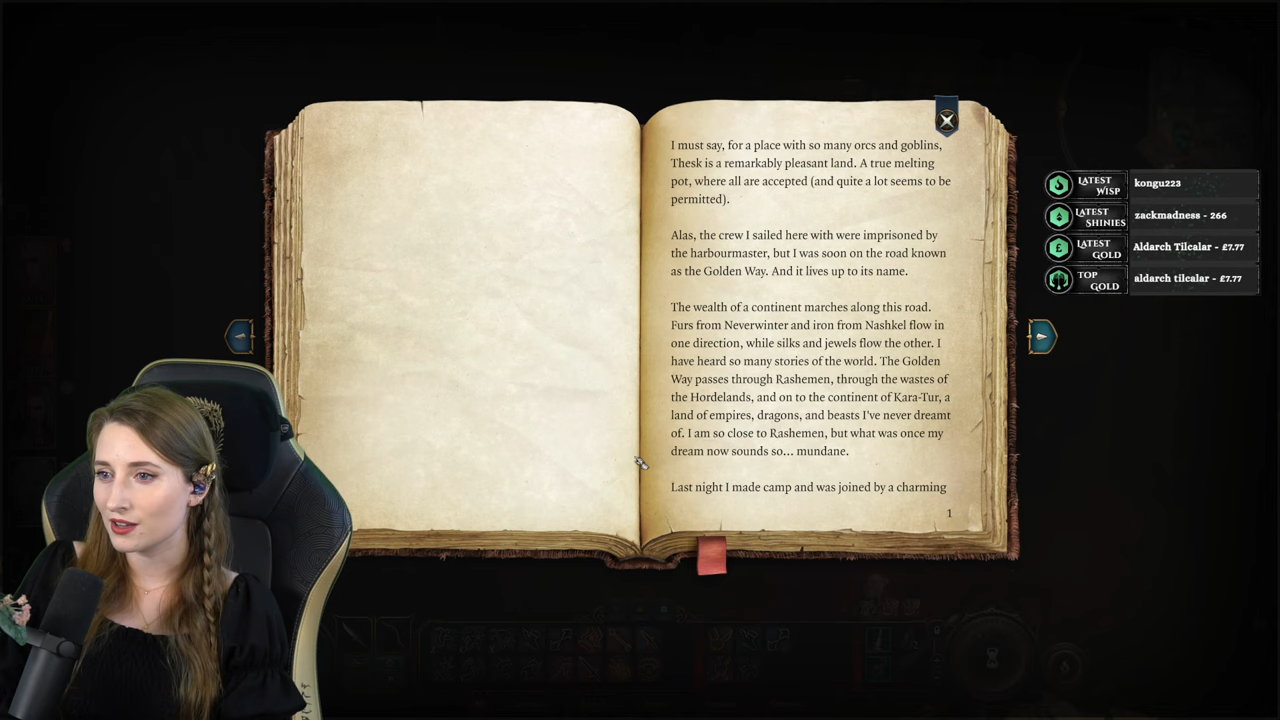 I must say, for a place with so many orcs and goblins,
Thesk is a remarkably pleasant land. A true melting
pot, where all are accepted (and quite a lot seems to be
permitted).
Alas, the crew I sailed here with were imprisoned by
the harbourmaster, but I was soon on the road known
as the Golden Way. And it lives up to its name.
The wealth of a continent marches along this road.
Furs from Neverwinter and iron from Nashkel flow in
one direction, while silks and jewels flow the other. I
have heard so many stories of the world. The Golden
Way passes through Rashemen, through the wastes of
the Hordelands, and on to the continent of Kara-Tur, a
land of empires, dragons, and beasts I've never dreamt
of. I am so close to Rashemen, but what was once my
dream now sounds so... mundane.
Last night I made camp and was joined by a charming
1
LATEST
WISP
kongu223
LATEST
SHINIES
zackmadness - 266
£
LATEST
GOLD
Aldarch Tilcalar - £7.77
TOP
GOLD
aldarch tilcalar - £7.77